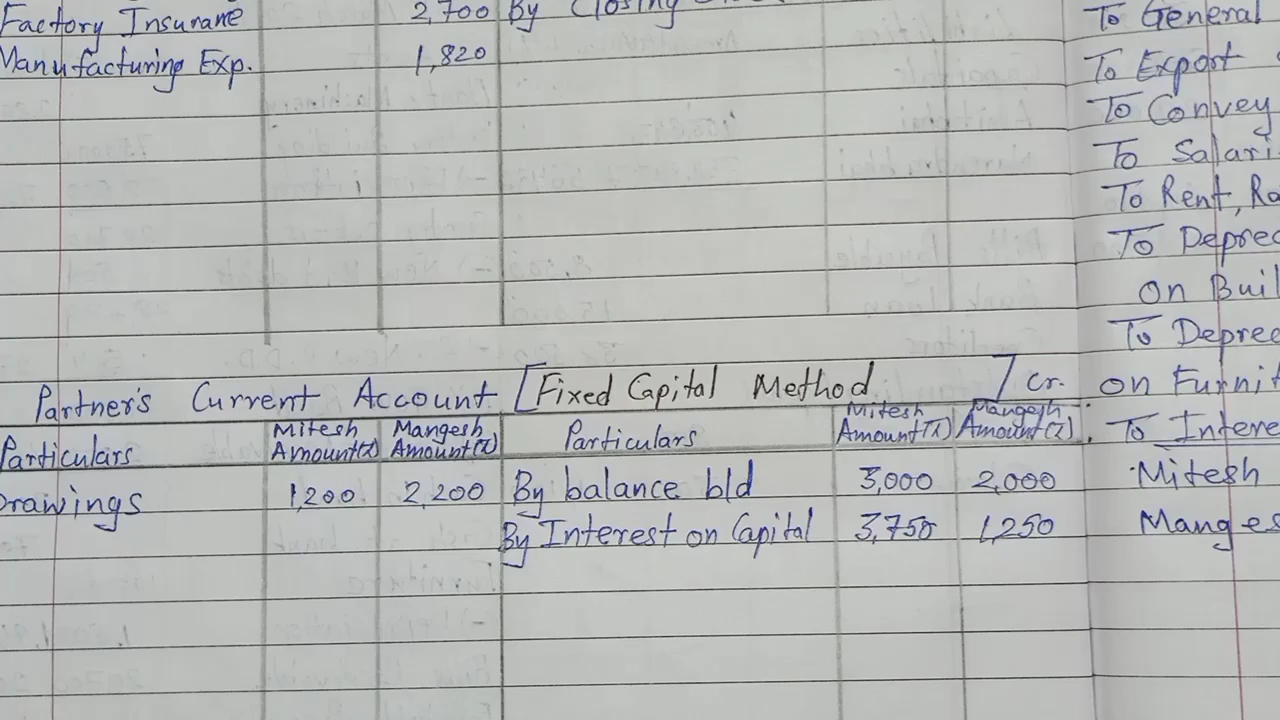 Factory Insurane 2,700 By Closing
Manufacturing Exp. 1,820
Partner's Current Account [Fixed Capital Method ] Cr.
Particulars Mitesh Amount(₹) Mangesh Amount(₹) Particulars Mitesh Amount(₹) Mangesh Amount(₹)
Drawings 1,200 2,200 By balance b/d 3,000 2,000
By Interest on Capital 3,750 1,250
To General
To Export
To Convey
To Salari
To Rent, Ra
To Deprec
on Buil
To Deprec
on Furnit
To Intere
Mitesh
Manges